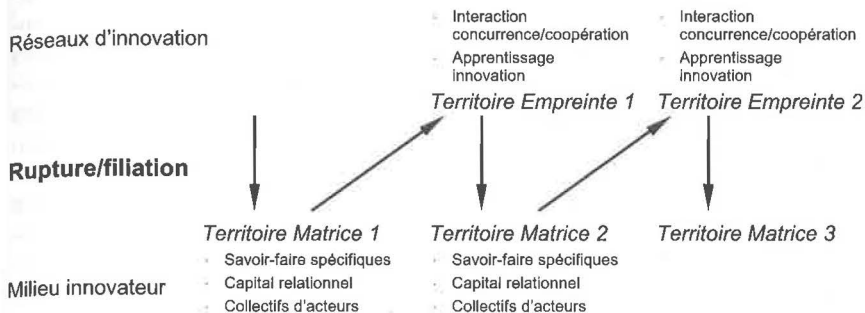 Réseaux d'innovation
Interaction
concurrence/coopération
Apprentissage
innovation
Territoire Empreinte 1
Interaction
concurrence/coopération
Apprentissage
innovation
Territoire Empreinte 2
Rupture/filiation
Territoire Matrice 1
Territoire Matrice 2
Territoire Matrice 3
Milieu innovateur
Savoir-faire spécifiques
Capital relationnel
Collectifs d'acteurs
Savoir-faire spécifiques
Capital relationnel
Collectifs d'acteurs